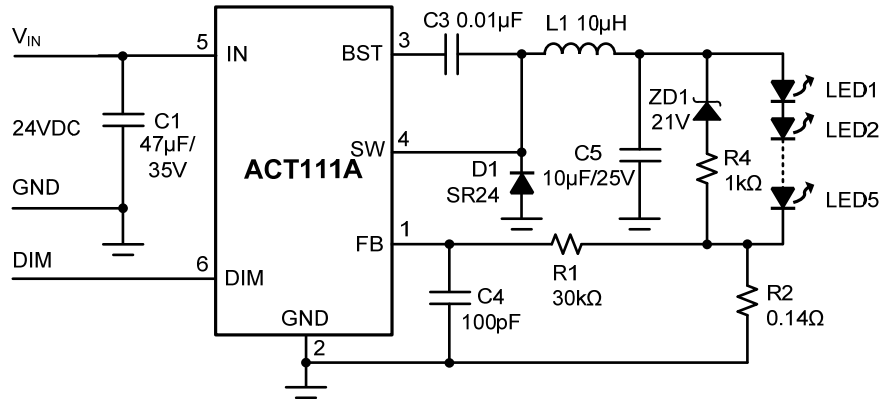 V_IN
24VDC
GND
DIM
C1
47µF/
35V
5
IN
6
DIM
ACT111A
BST
3
SW
4
FB
1
GND
2
C3 0.01µF
L1 10µH
D1
SR24
C5
10µF/25V
ZD1
21V
R4
1kΩ
LED1
LED2
LED5
R1
30kΩ
C4
100pF
R2
0.14Ω